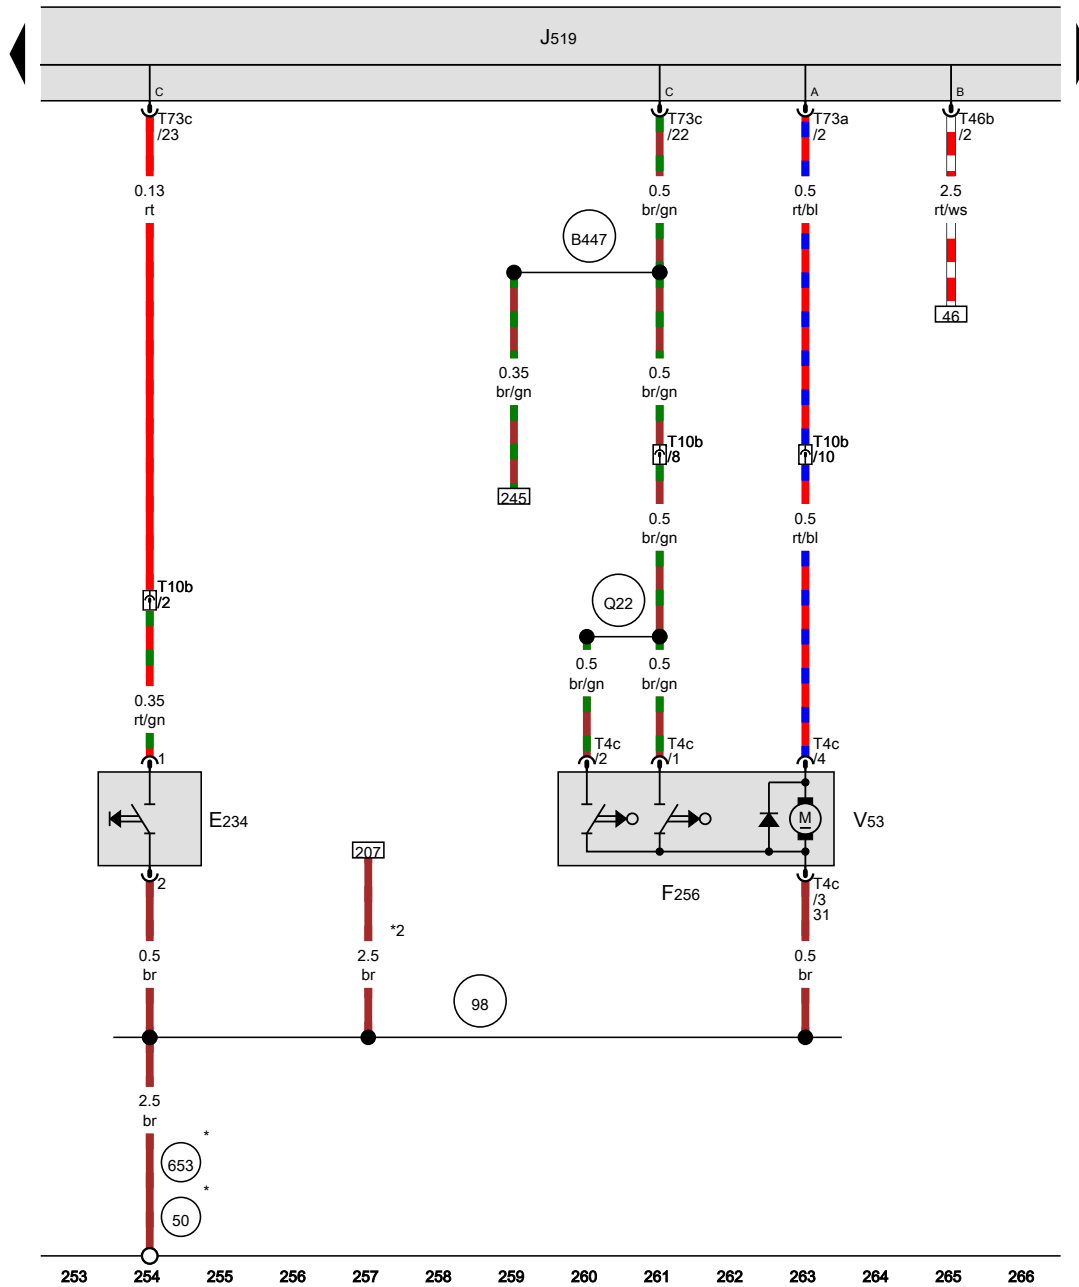 J519
C
C
A
B
T73c
/23
T73c
/22
T73a
/2
T46b
/2
0.13
rt
0.5
br/gn
0.5
rt/bl
2.5
rt/ws
B447
46
0.35
br/gn
0.5
br/gn
T10b
/8
T10b
/10
245
0.5
br/gn
0.5
rt/bl
T10b
/2
Q22
0.5
br/gn
0.5
br/gn
0.35
rt/gn
1
T4c
/2
T4c
/1
T4c
/4
E234
M
V53
207
2
F256
T4c
/3
31
*2
0.5
br
2.5
br
0.5
br
98
2.5
br
*
653
*
50
253 254 255 256 257 258 259 260 261 262 263 264 265 266